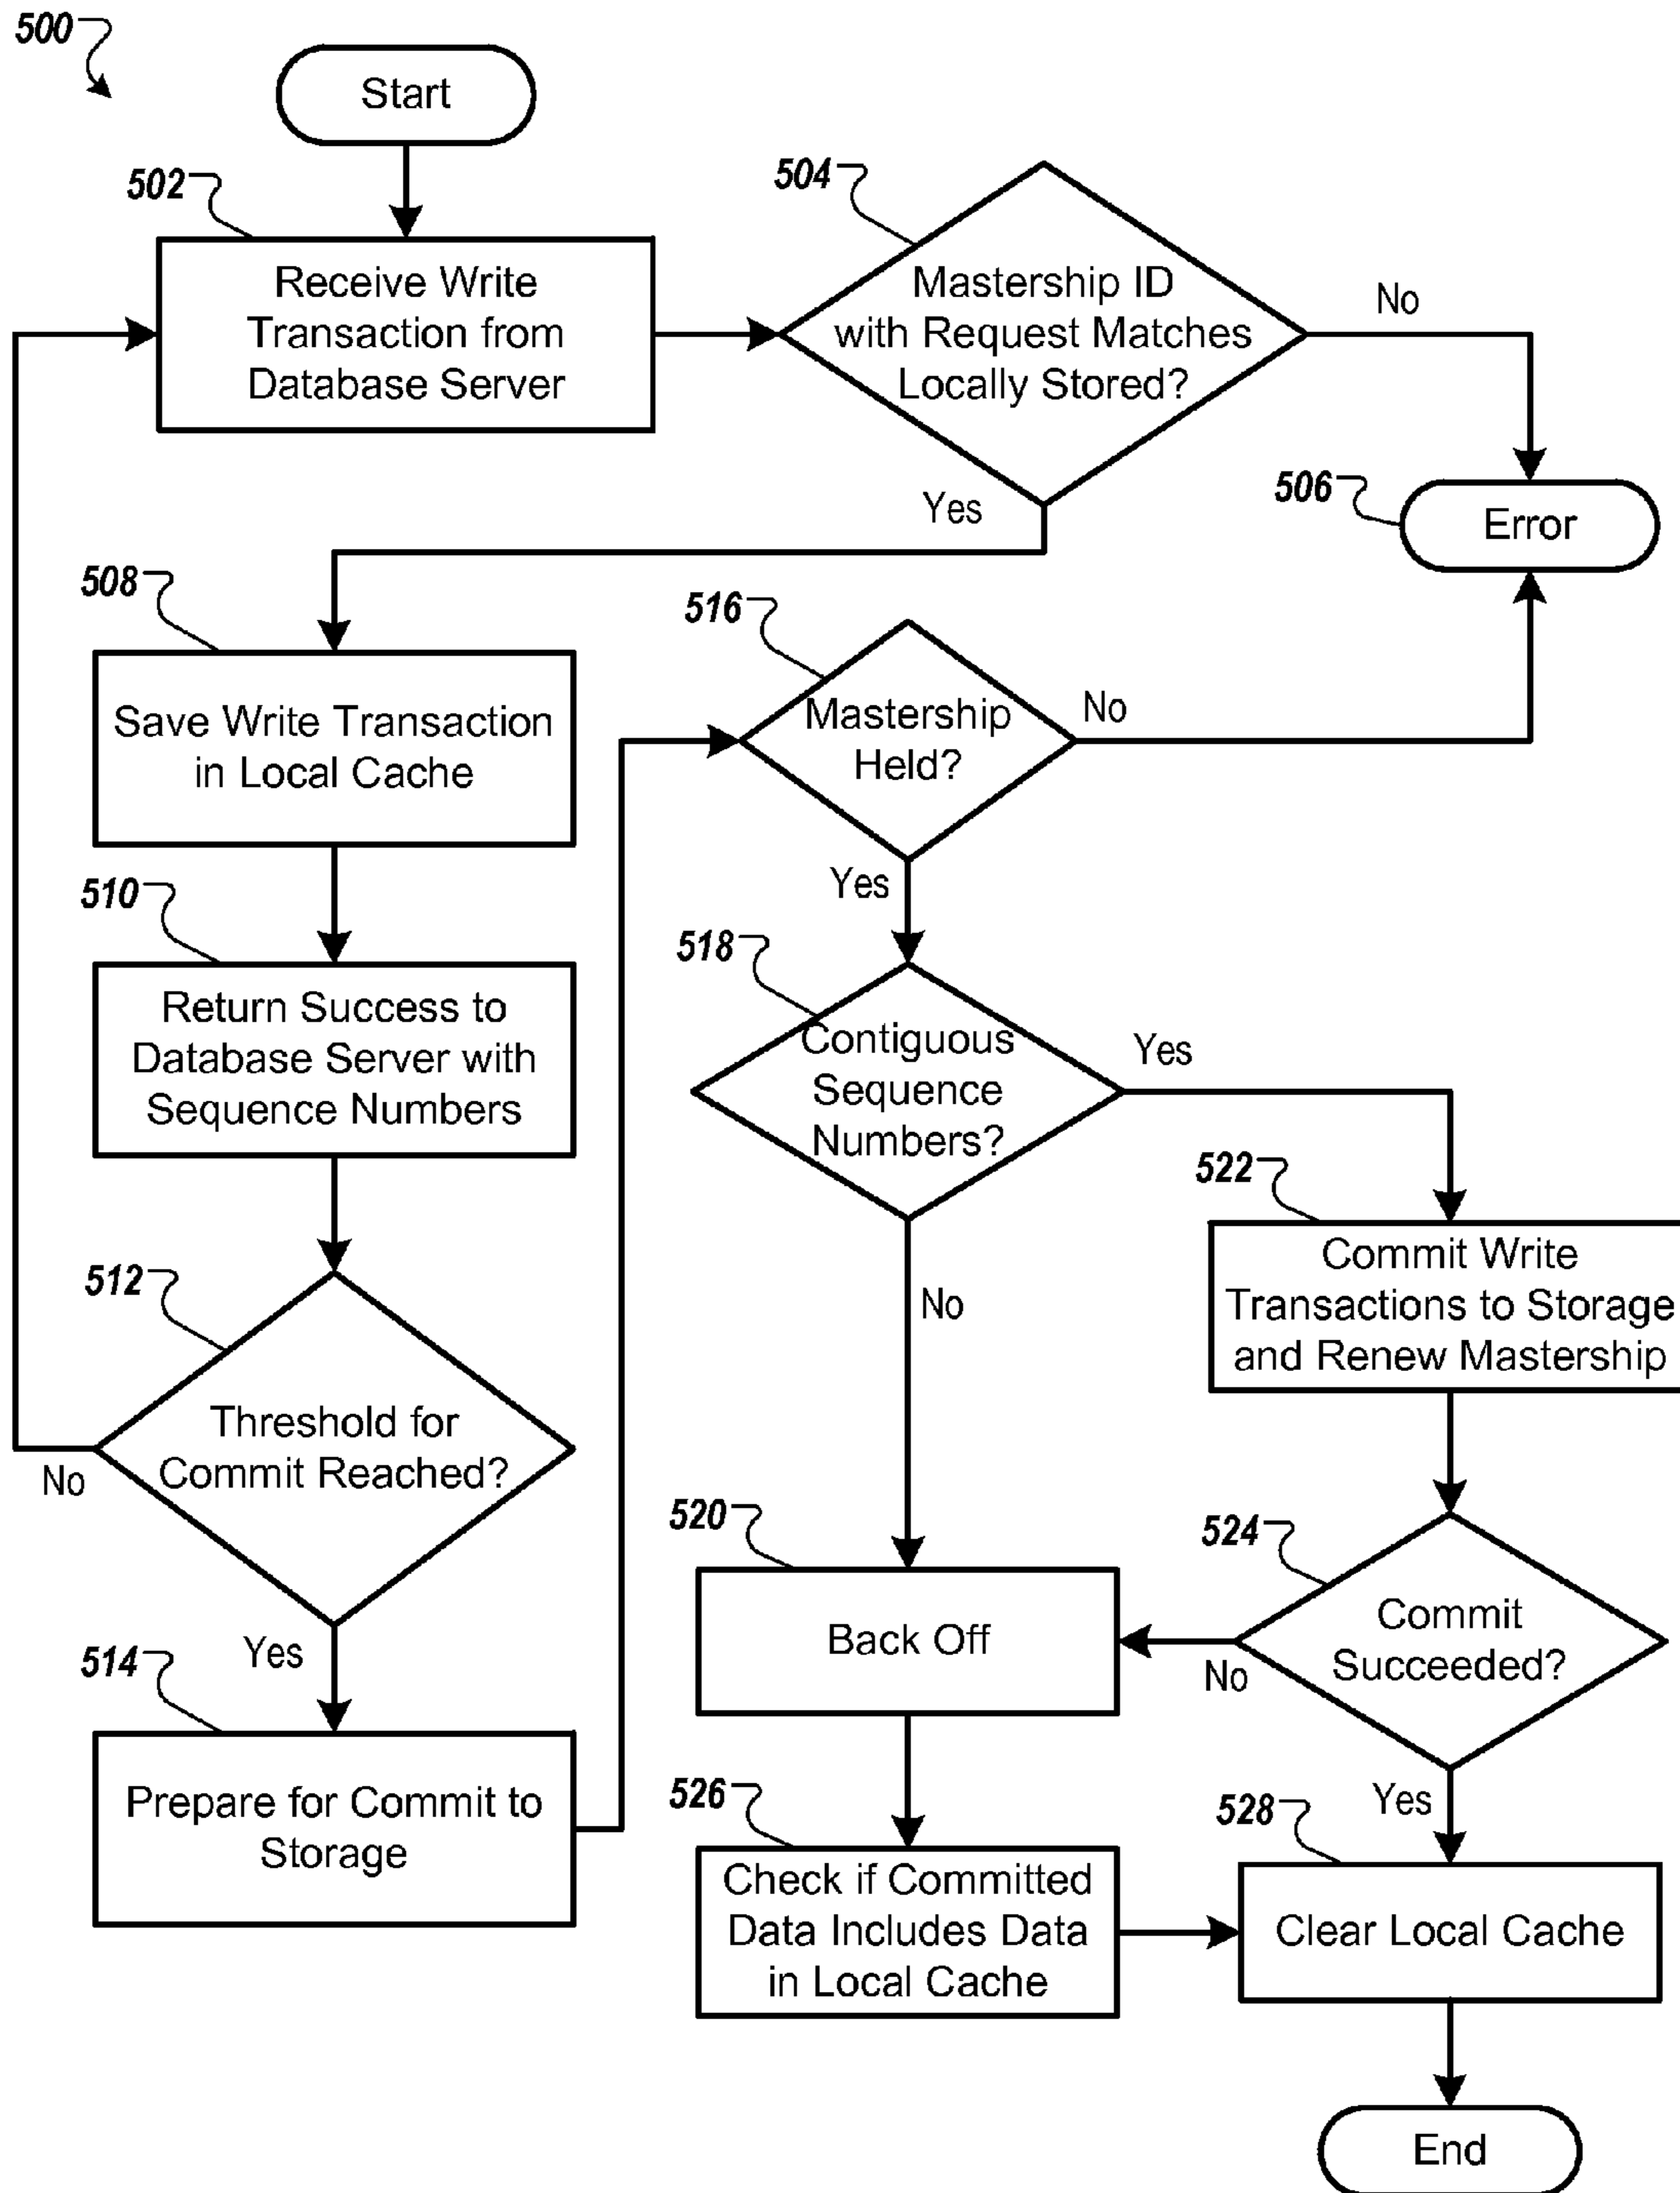 500
Start
502
Receive Write
Transaction from
Database Server
504
Mastership ID
with Request Matches
Locally Stored?
No
Yes
506
Error
508
Save Write Transaction
in Local Cache
510
Return Success to
Database Server with
Sequence Numbers
512
Threshold for
Commit Reached?
No
Yes
514
Prepare for Commit to
Storage
516
Mastership
Held?
No
Yes
518
Contiguous
Sequence
Numbers?
Yes
No
522
Commit Write
Transactions to Storage
and Renew Mastership
524
Commit
Succeeded?
No
Yes
520
Back Off
526
Check if Committed
Data Includes Data
in Local Cache
528
Clear Local Cache
End